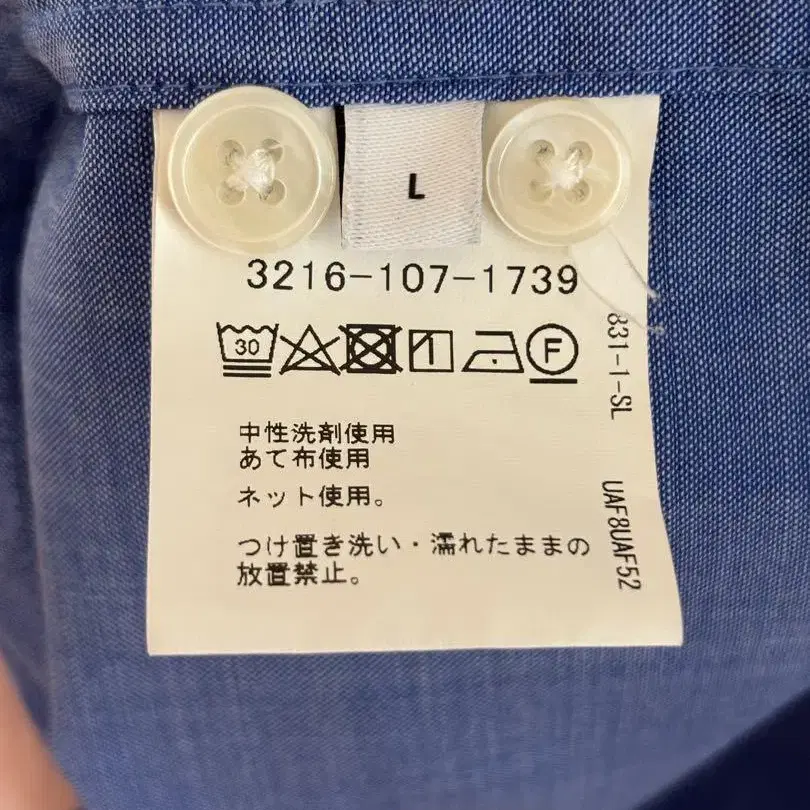 L
3216-107-1739
30
F
中性洗剤使用
あて布使用
ネット使用。
つけ置き洗い・濡れたままの
放置禁止。
831-1-SL
UAF8UAF52